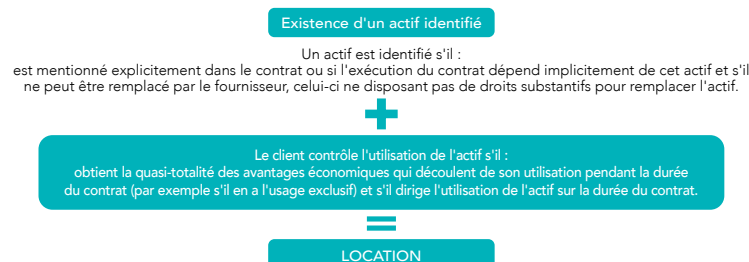 Existence d'un actif identifié
Un actif est identifié s'il :
est mentionné explicitement dans le contrat ou si l'exécution du contrat dépend implicitement de cet actif et s'il
ne peut être remplacé par le fournisseur, celui-ci ne disposant pas de droits substantifs pour remplacer l'actif.
+
Le client contrôle l'utilisation de l'actif s'il :
obtient la quasi-totalité des avantages économiques qui découlent de son utilisation pendant la durée
du contrat (par exemple s'il en a l'usage exclusif) et s'il dirige l'utilisation de l'actif sur la durée du contrat.
=
LOCATION